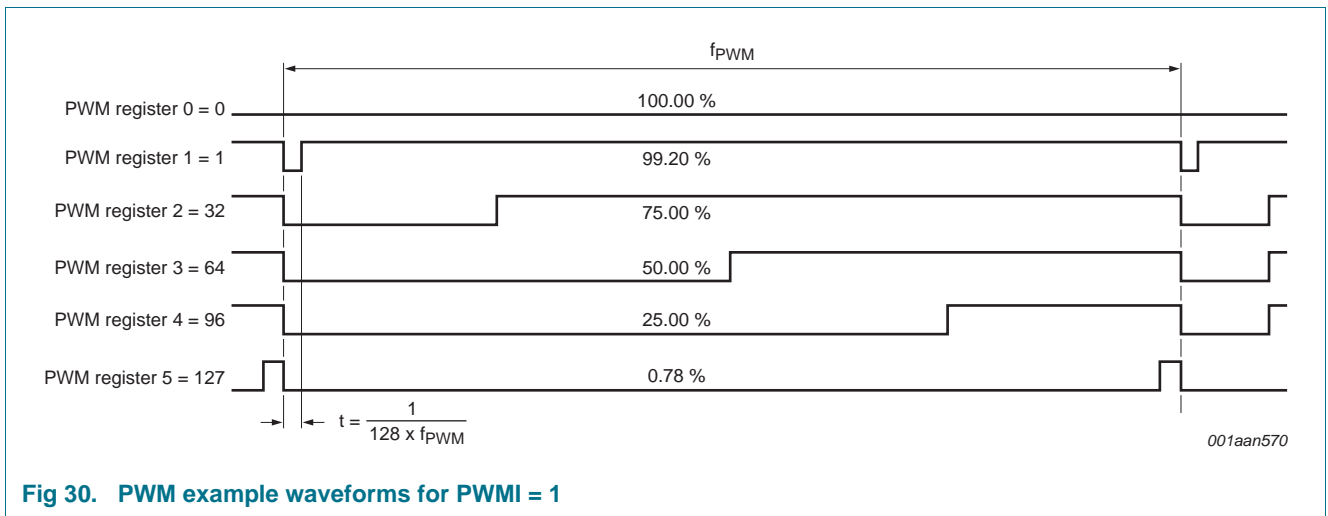 fPWM
PWM register 0 = 0
100.00 %
PWM register 1 = 1
99.20 %
PWM register 2 = 32
75.00 %
PWM register 3 = 64
50.00 %
PWM register 4 = 96
25.00 %
PWM register 5 = 127
0.78 %
t = 1
128 x fPWM
001aan570
Fig 30. PWM example waveforms for PWMI = 1